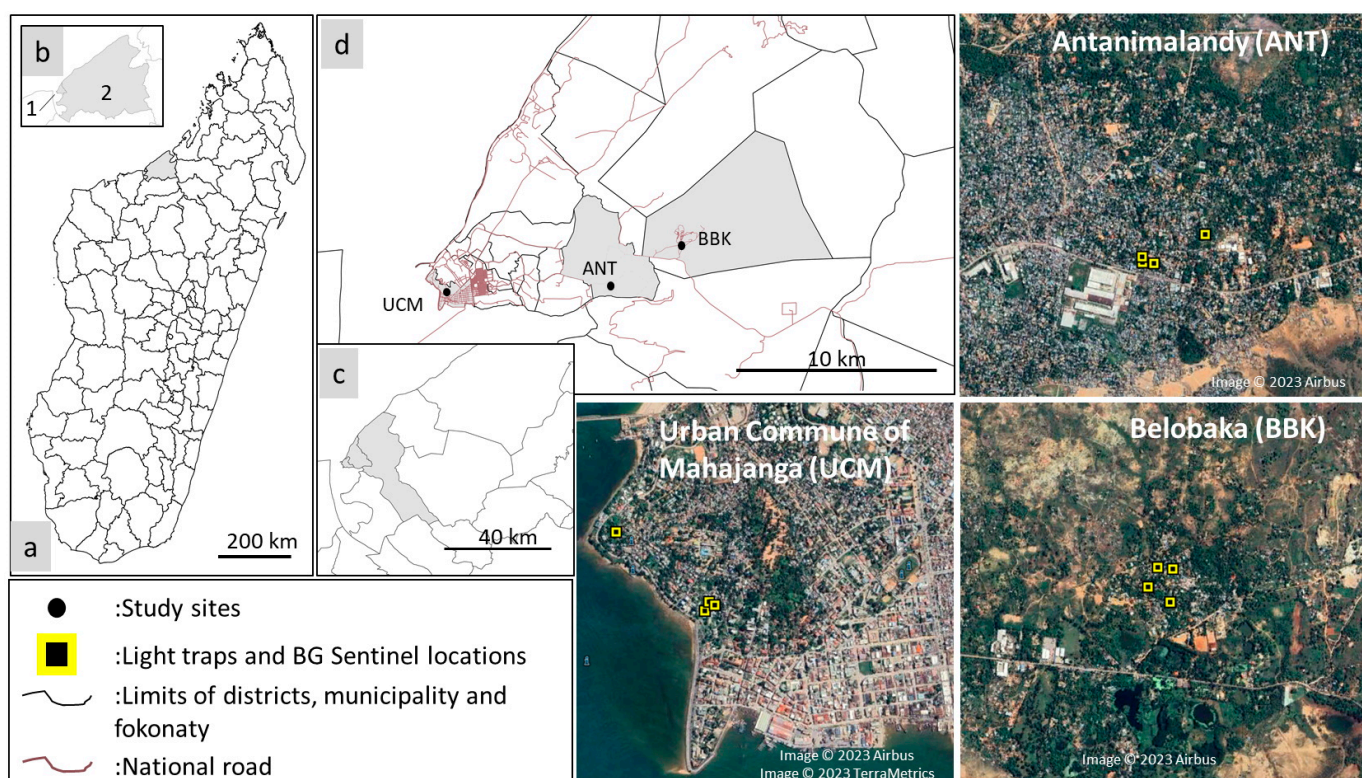 b
1
2
a
200 km
d
UCM
ANT
BBK
10 km
c
40 km
Antanimalandy (ANT)
Image © 2023 Airbus
Urban Commune of
Mahajanga (UCM)
Image © 2023 Airbus
Image © 2023 TerraMetrics
Belobaka (BBK)
Image © 2023 Airbus
:Study sites
:Light traps and BG Sentinel locations
:Limits of districts, municipality and
fokonaty
:National road